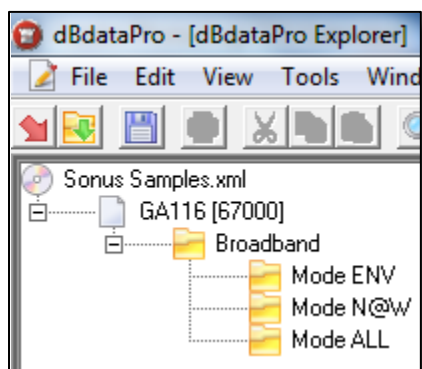 dBdataPro - [dBdataPro Explorer]
File Edit View Tools Wind
Sonus Samples.xml
GA116 [67000]
Broadband
Mode ENV
Mode N@W
Mode ALL